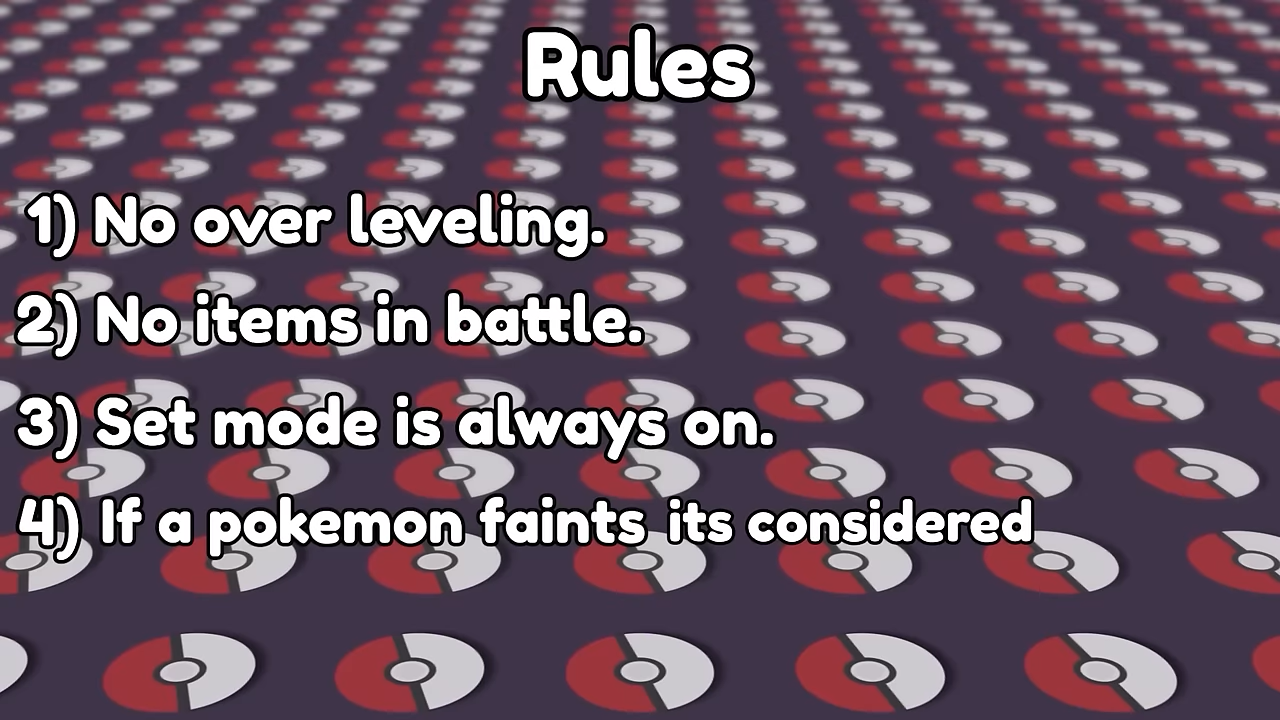 Rules
1) No over leveling.
2) No items in battle.
3) Set mode is always on.
4) If a pokemon faints its considered